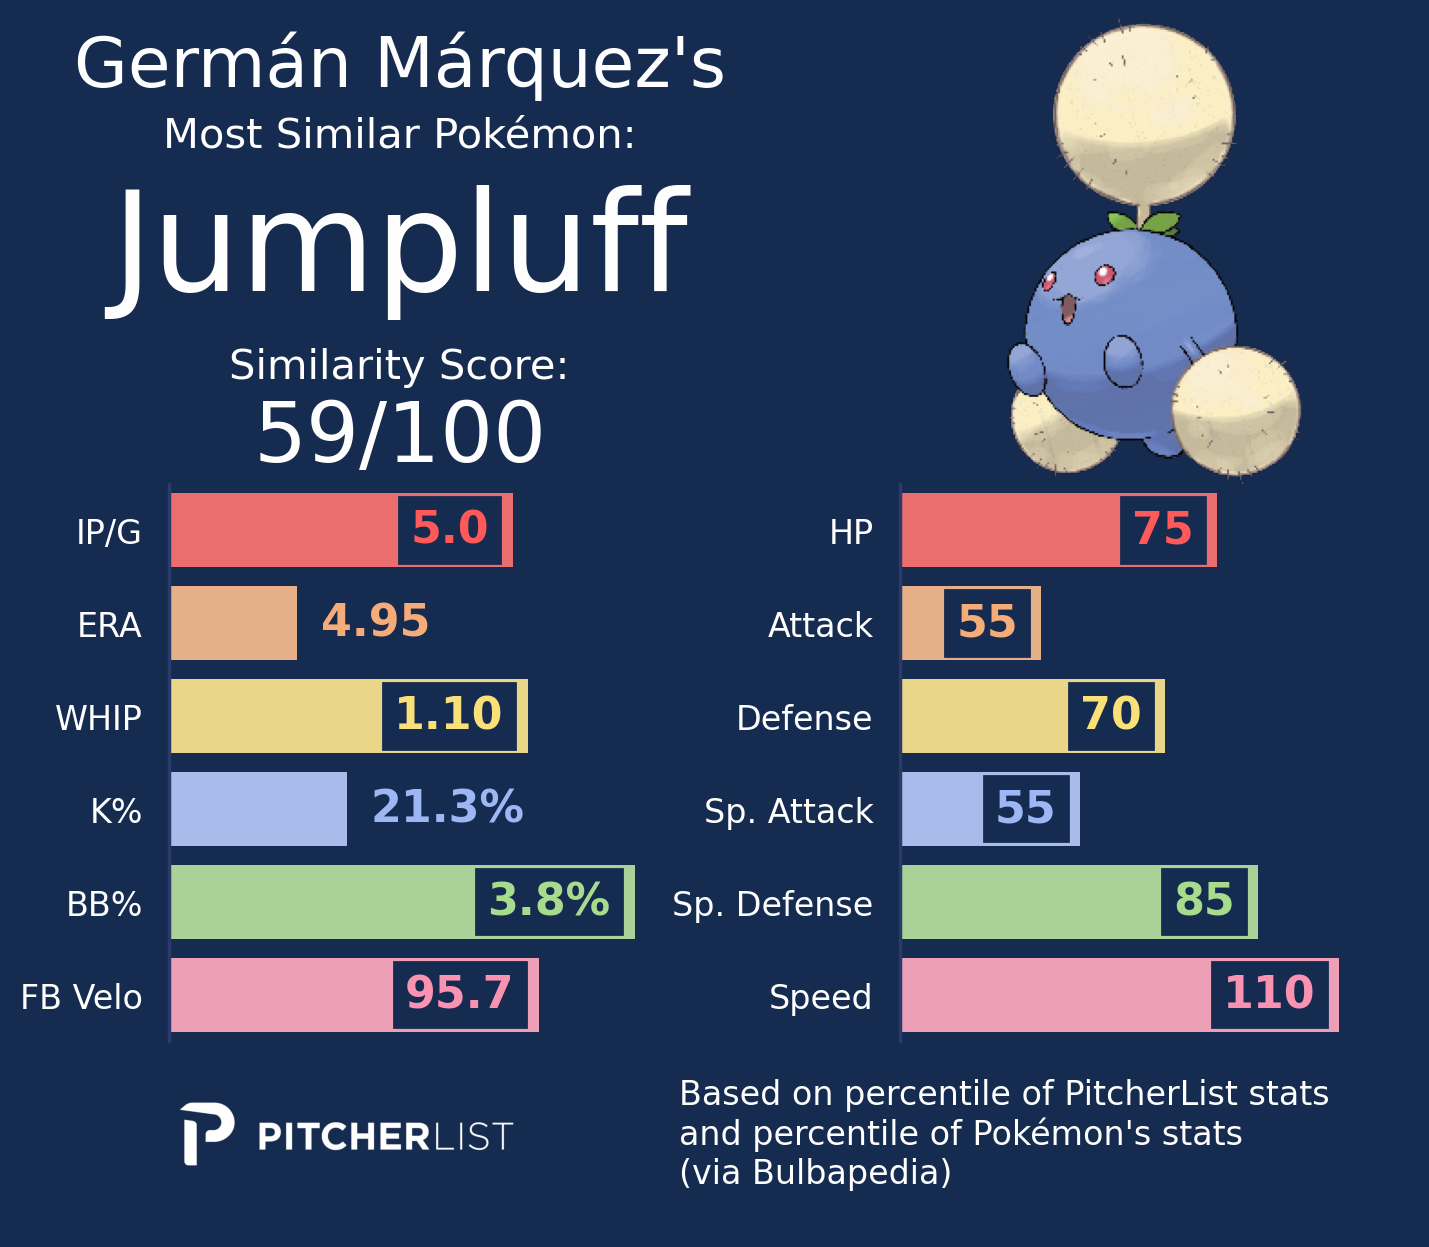 Germán Márquez's
Most Similar Pokémon:
Jumpluff
Similarity Score:
59/100
IP/G 5.0
ERA 4.95
WHIP 1.10
K% 21.3%
BB% 3.8%
FB Velo 95.7
HP 75
Attack 55
Defense 70
Sp. Attack 55
Sp. Defense 85
Speed 110
PITCHERLIST
Based on percentile of PitcherList stats
and percentile of Pokémon's stats
(via Bulbapedia)